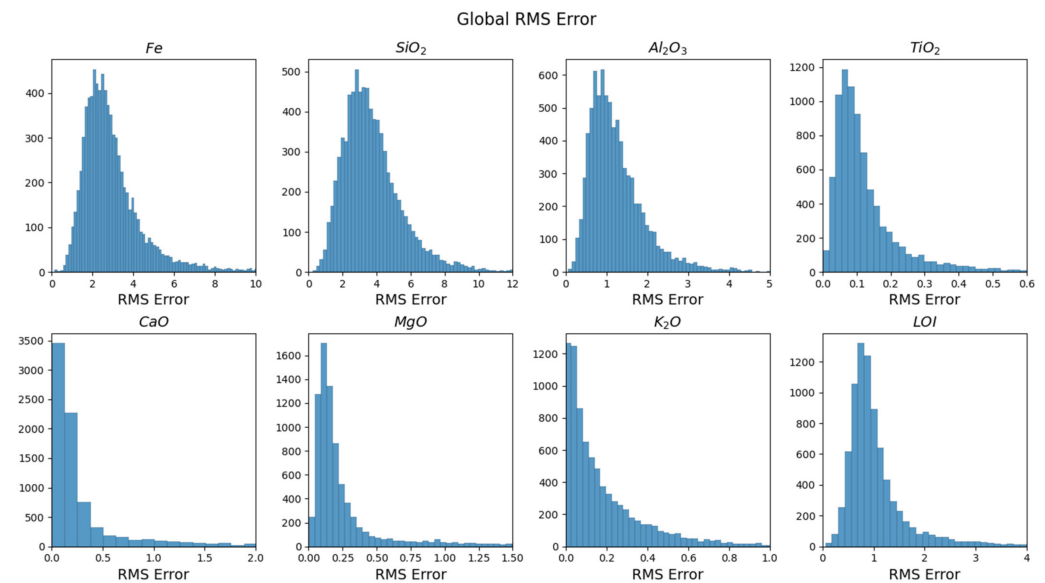 Global RMS Error
Fe
SiO₂
Al₂O₃
TiO₂
400
300
200
100
0
0 2 4 6 8 10
RMS Error
500
400
300
200
100
0
0 2 4 6 8 10 12
RMS Error
600
500
400
300
200
100
0
0 1 2 3 4 5
RMS Error
1200
1000
800
600
400
200
0
0.0 0.1 0.2 0.3 0.4 0.5 0.6
RMS Error
CaO
MgO
K₂O
LOI
3500
3000
2500
2000
1500
1000
500
0
0.0 0.5 1.0 1.5 2.0
RMS Error
1600
1400
1200
1000
800
600
400
200
0
0.00 0.25 0.50 0.75 1.00 1.25 1.50
RMS Error
1200
1000
800
600
400
200
0
0.0 0.2 0.4 0.6 0.8 1.0
RMS Error
1200
1000
800
600
400
200
0
0 1 2 3 4
RMS Error